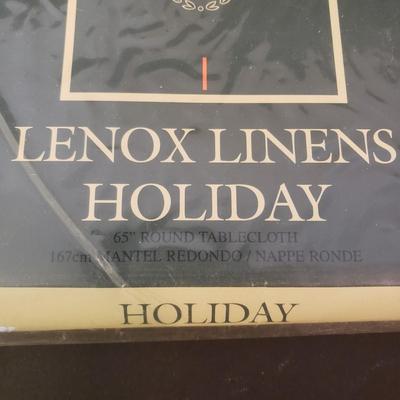 LENOX LINENS
HOLIDAY
65" ROUND TABLECLOTH
167cm MANTEL REDONDO / NAPPE RONDE
HOLIDAY